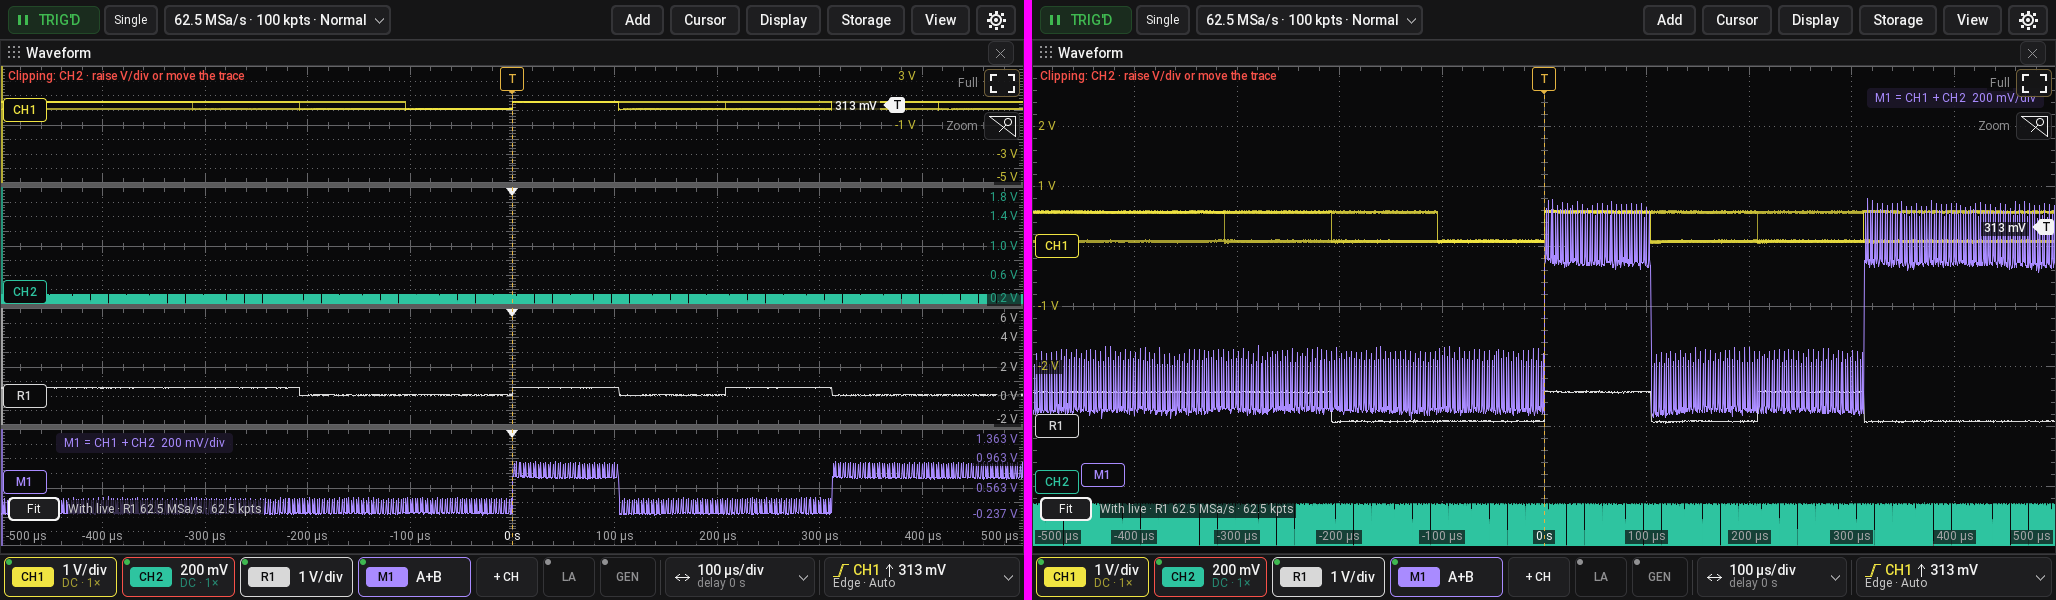 TRIG'D Single 62.5 MSa/s · 100 kpts · Normal Add Cursor Display Storage View
Waveform
Clipping: CH2 · raise V/div or move the trace
3 V
Full
T
CH1
313 mV T
-1 V
Zoom
-3 V
-5 V
1.8 V
1.4 V
1.0 V
0.6 V
CH2
0.2 V
6 V
4 V
2 V
R1
0 V
-2 V
M1 = CH1 + CH2 200 mV/div
1.363 V
0.963 V
M1
0.563 V
Fit
With live · R1 62.5 MSa/s · 62.5 kpts
-0.237 V
-500 µs -400 µs -300 µs -200 µs -100 µs 0 s 100 µs 200 µs 300 µs 400 µs 500 µs
CH1 1 V/div DC · 1×
CH2 200 mV DC · 1×
R1 1 V/div
M1 A+B
+ CH
LA
GEN
100 µs/div
delay 0 s
CH1 ↑ 313 mV
Edge · Auto
TRIG'D Single 62.5 MSa/s · 100 kpts · Normal Add Cursor Display Storage View
Waveform
Clipping: CH2 · raise V/div or move the trace
Full
T
M1 = CH1 + CH2 200 mV/div
2 V
Zoom
1 V
313 mV T
CH1
-1 V
-2 V
R1
CH2
M1
Fit
With live · R1 62.5 MSa/s · 62.5 kpts
-500 µs -400 µs -300 µs -200 µs -100 µs 0 s 100 µs 200 µs 300 µs 400 µs 500 µs
CH1 1 V/div DC · 1×
CH2 200 mV DC · 1×
R1 1 V/div
M1 A+B
+ CH
LA
GEN
100 µs/div
delay 0 s
CH1 ↑ 313 mV
Edge · Auto